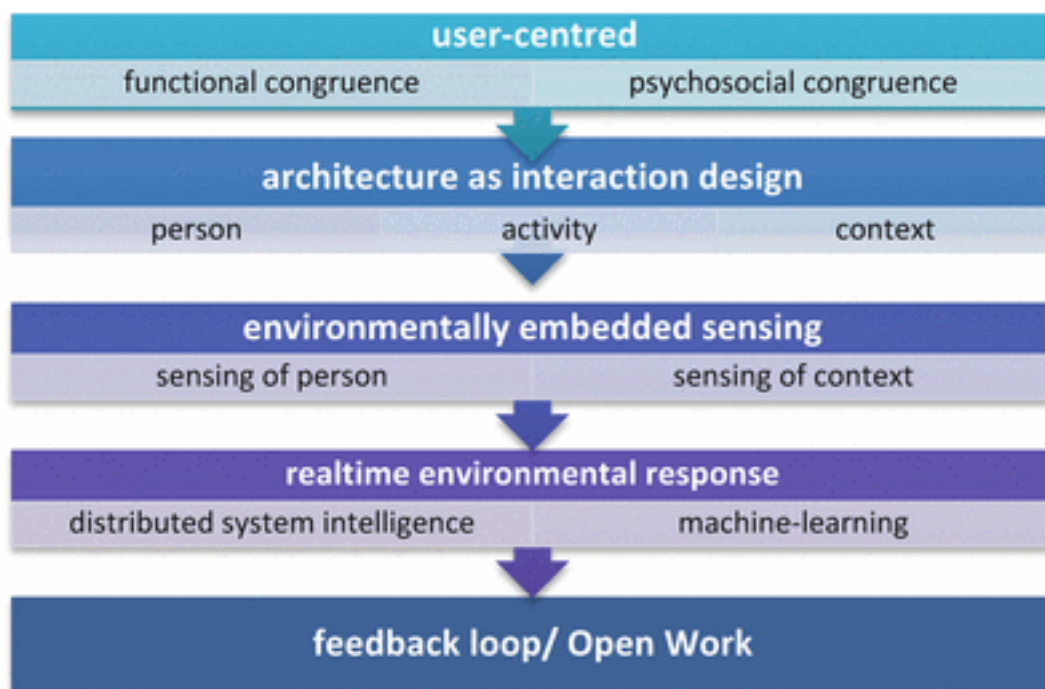 user-centred
functional congruence psychosocial congruence
architecture as interaction design
person activity context
environmentally embedded sensing
sensing of person sensing of context
realtime environmental response
distributed system intelligence machine-learning
feedback loop/ Open Work